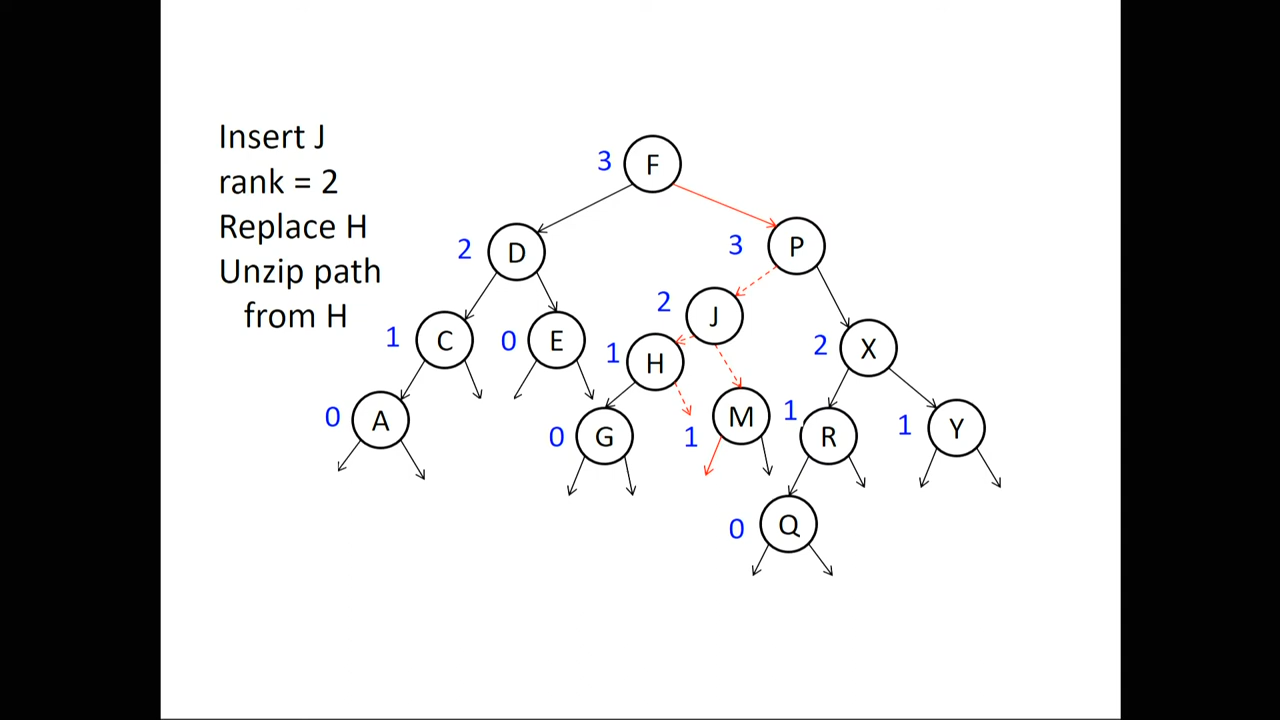 Insert J
rank = 2
Replace H
Unzip path
from H
3 F
2 D
3 P
2 J
1 C
0 E
1 H
2 X
0 A
0 G
1 M
1 R
1 Y
0 Q